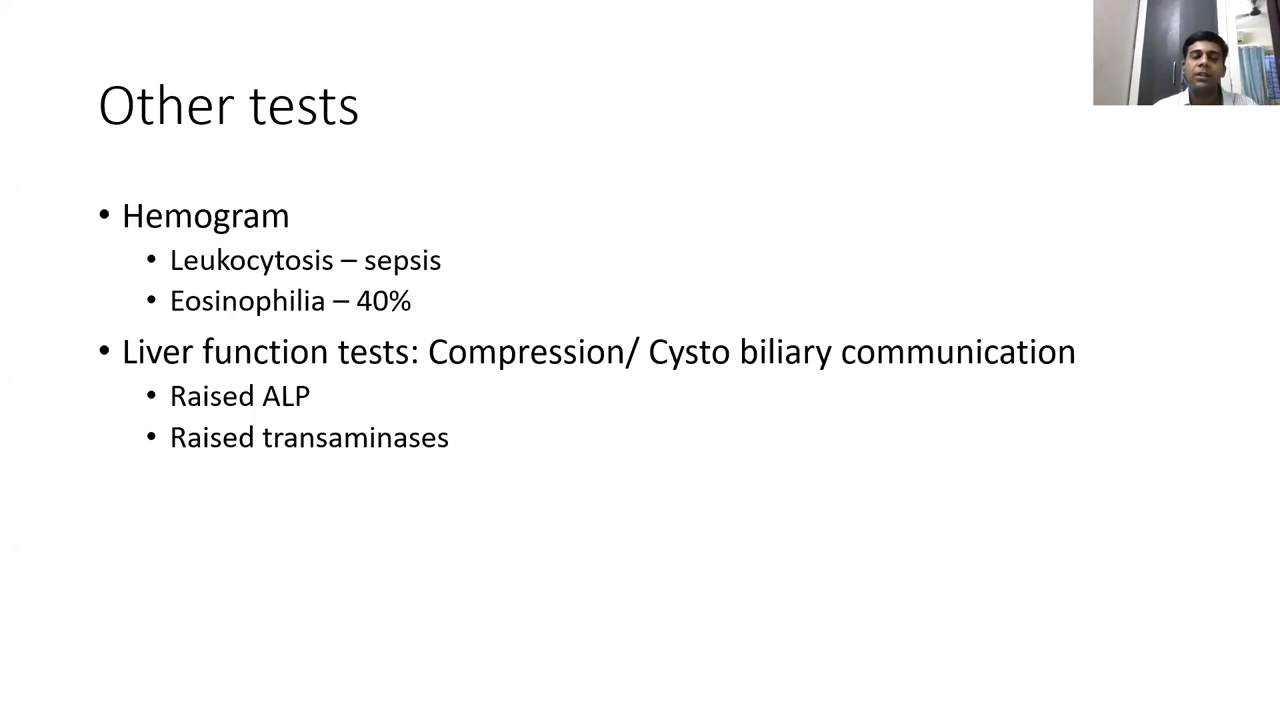 Other tests
• Hemogram
• Leukocytosis – sepsis
• Eosinophilia – 40%
• Liver function tests: Compression/ Cysto biliary communication
• Raised ALP
• Raised transaminases